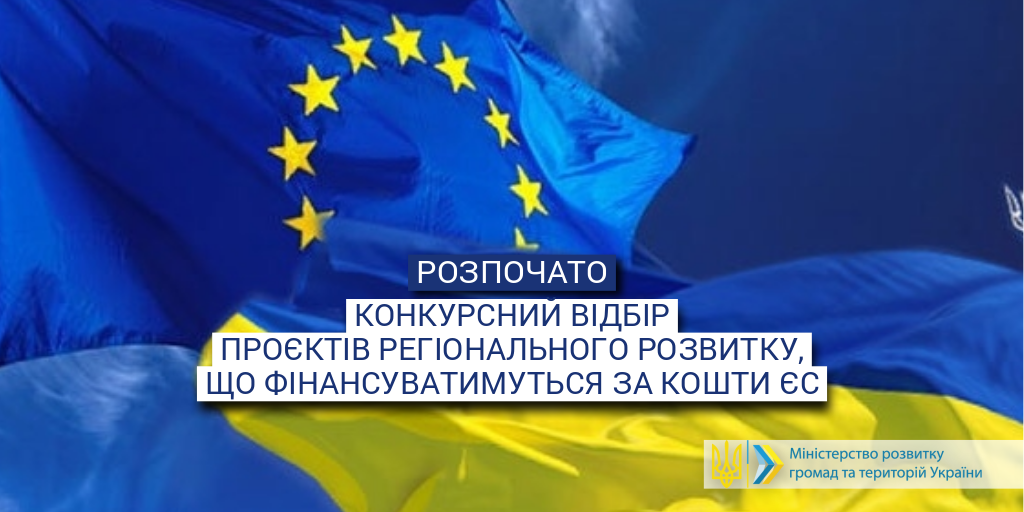 РОЗПОЧАТО
КОНКУРСНИЙ ВІДБІР
ПРОЄКТІВ РЕГІОНАЛЬНОГО РОЗВИТКУ,
ЩО ФІНАНСУВАТИМУТЬСЯ ЗА КОШТИ ЄС
Міністерство розвитку
громад та територій України